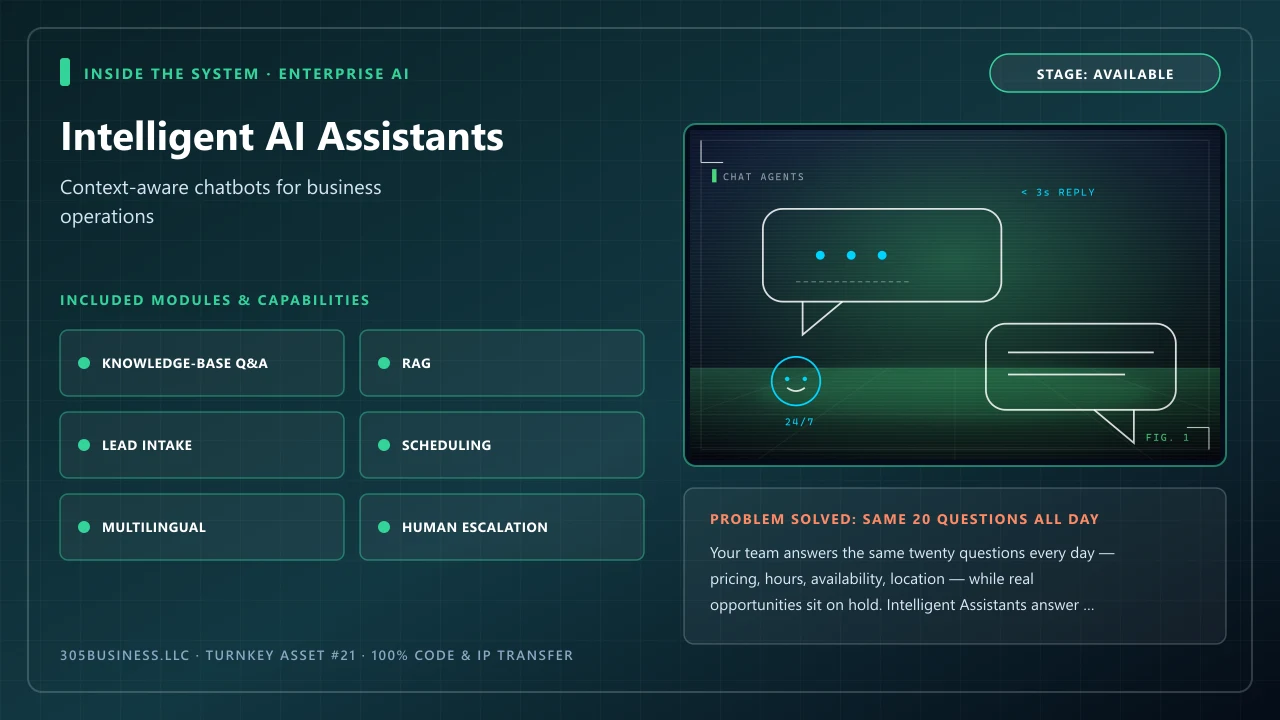 INSIDE THE SYSTEM · ENTERPRISE AI
STAGE: AVAILABLE
Intelligent AI Assistants
Context-aware chatbots for business
operations
INCLUDED MODULES & CAPABILITIES
KNOWLEDGE-BASE Q&A
RAG
LEAD INTAKE
SCHEDULING
MULTILINGUAL
HUMAN ESCALATION
CHAT AGENTS
< 3s REPLY
24/7
FIG. 1
PROBLEM SOLVED: SAME 20 QUESTIONS ALL DAY
Your team answers the same twenty questions every day —
pricing, hours, availability, location — while real
opportunities sit on hold. Intelligent Assistants answer ...
305BUSINESS.LLC · TURNKEY ASSET #21 · 100% CODE & IP TRANSFER